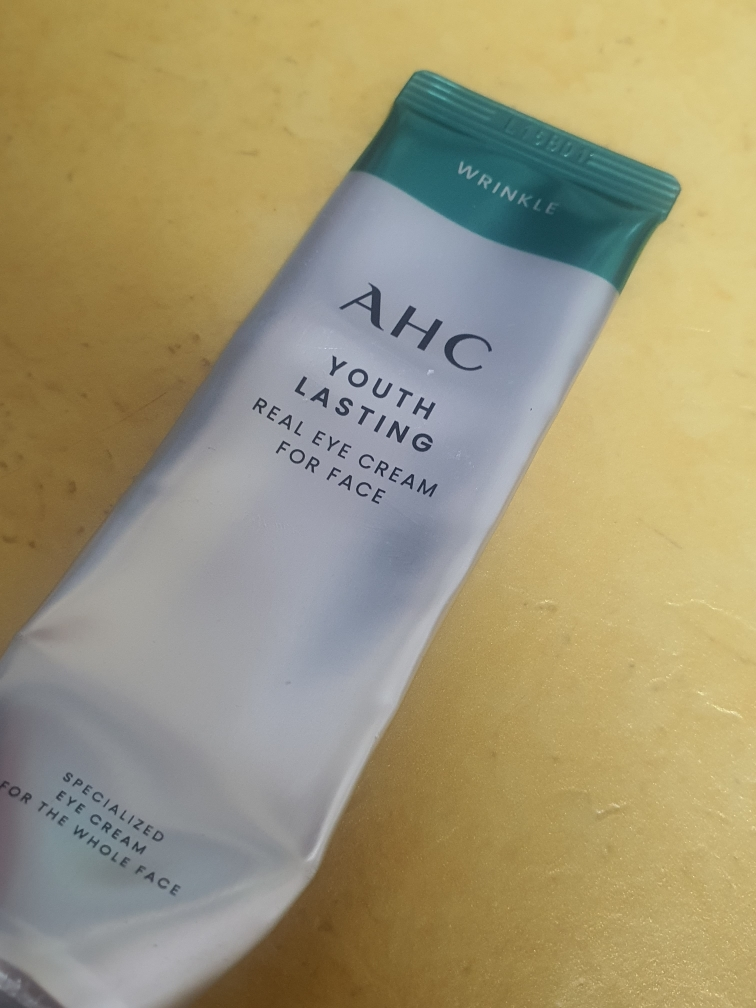 WRINKLE
AHC
YOUTH
LASTING
REAL EYE CREAM
FOR FACE
SPECIALIZED
EYE CREAM
FOR THE WHOLE FACE